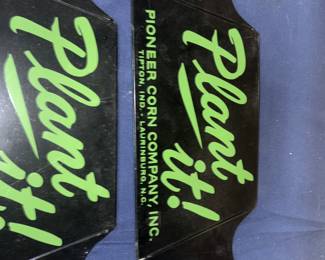 Plant
it!
Plant
it!
PIONEER CORN COMPANY, INC.
TIPTON, IND. • LAURINBURG, N.C.